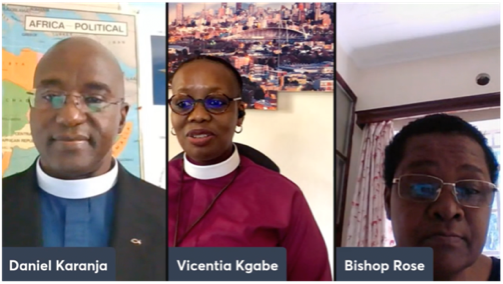 AFRICA - POLITICAL
Daniel Karanja
Vicentia Kgabe
Bishop Rose